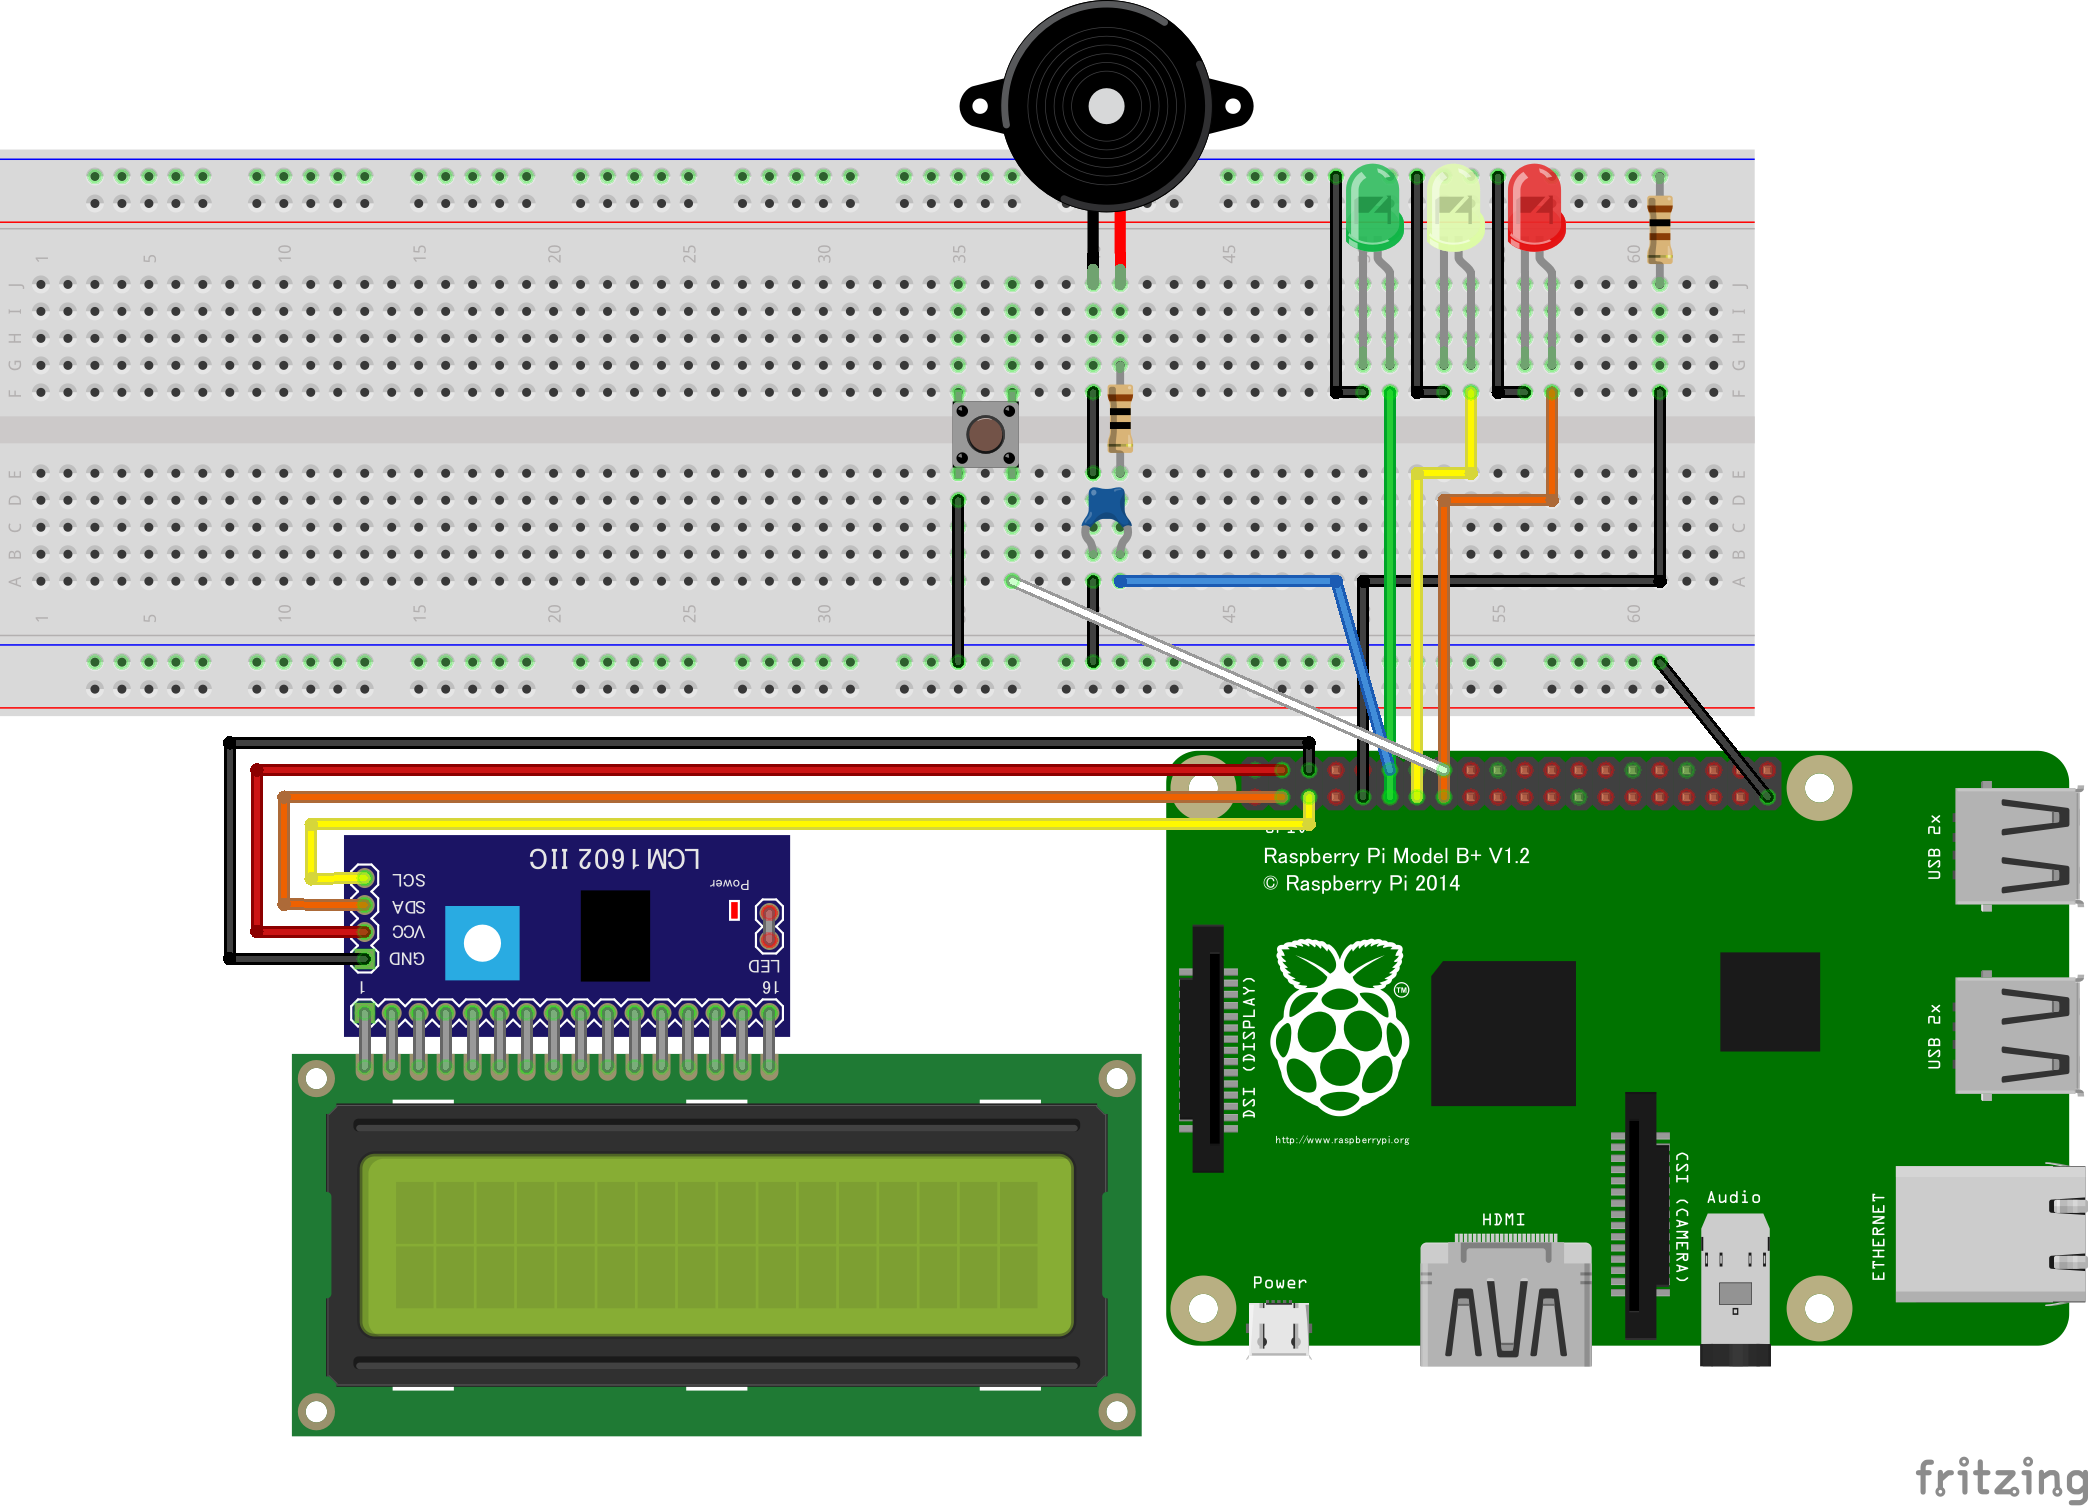 1 5 10 15 20 25 30 35 45 60
J J
I I
H H
G G
F F
E E
D D
C C
B B
A A
1 5 10 15 20 25 30 45 55 60
LCM1602 IIC
Power
SCL
SDA
VCC
GND
LED
1 16
Raspberry Pi Model B+ V1.2
© Raspberry Pi 2014
USB 2x
USB 2x
DSI (DISPLAY)
TM
http://www.raspberrypi.org
CSI (CAMERA)
Audio
HDMI
ETHERNET
Power
fritzing